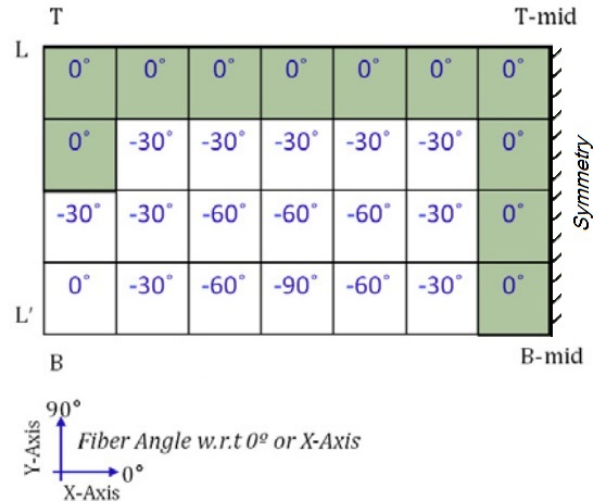 T T-mid
L
0° 0° 0° 0° 0° 0° 0°
0° -30° -30° -30° -30° -30° 0°
-30° -30° -60° -60° -60° -30° 0°
0° -30° -60° -90° -60° -30° 0°
Symmetry
L'
B B-mid
90°
Y-Axis
Fiber Angle w.r.t 0º or X-Axis
0°
X-Axis